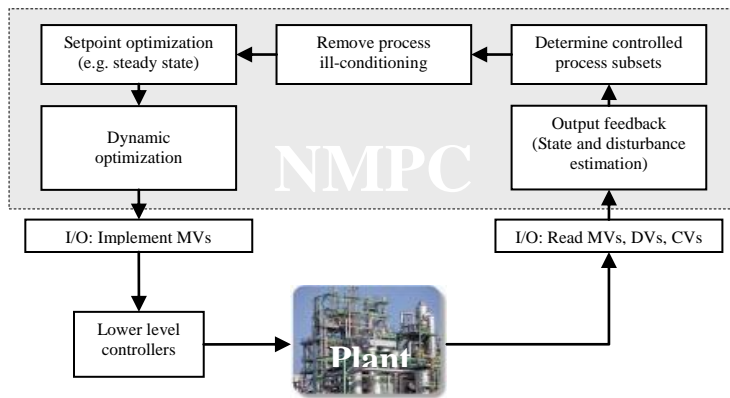 Setpoint optimization
(e.g. steady state)
Remove process
ill-conditioning
Determine controlled
process subsets
Dynamic
optimization
Output feedback
(State and disturbance
estimation)
NMPC
I/O: Implement MVs
I/O: Read MVs, DVs, CVs
Lower level
controllers
Plant